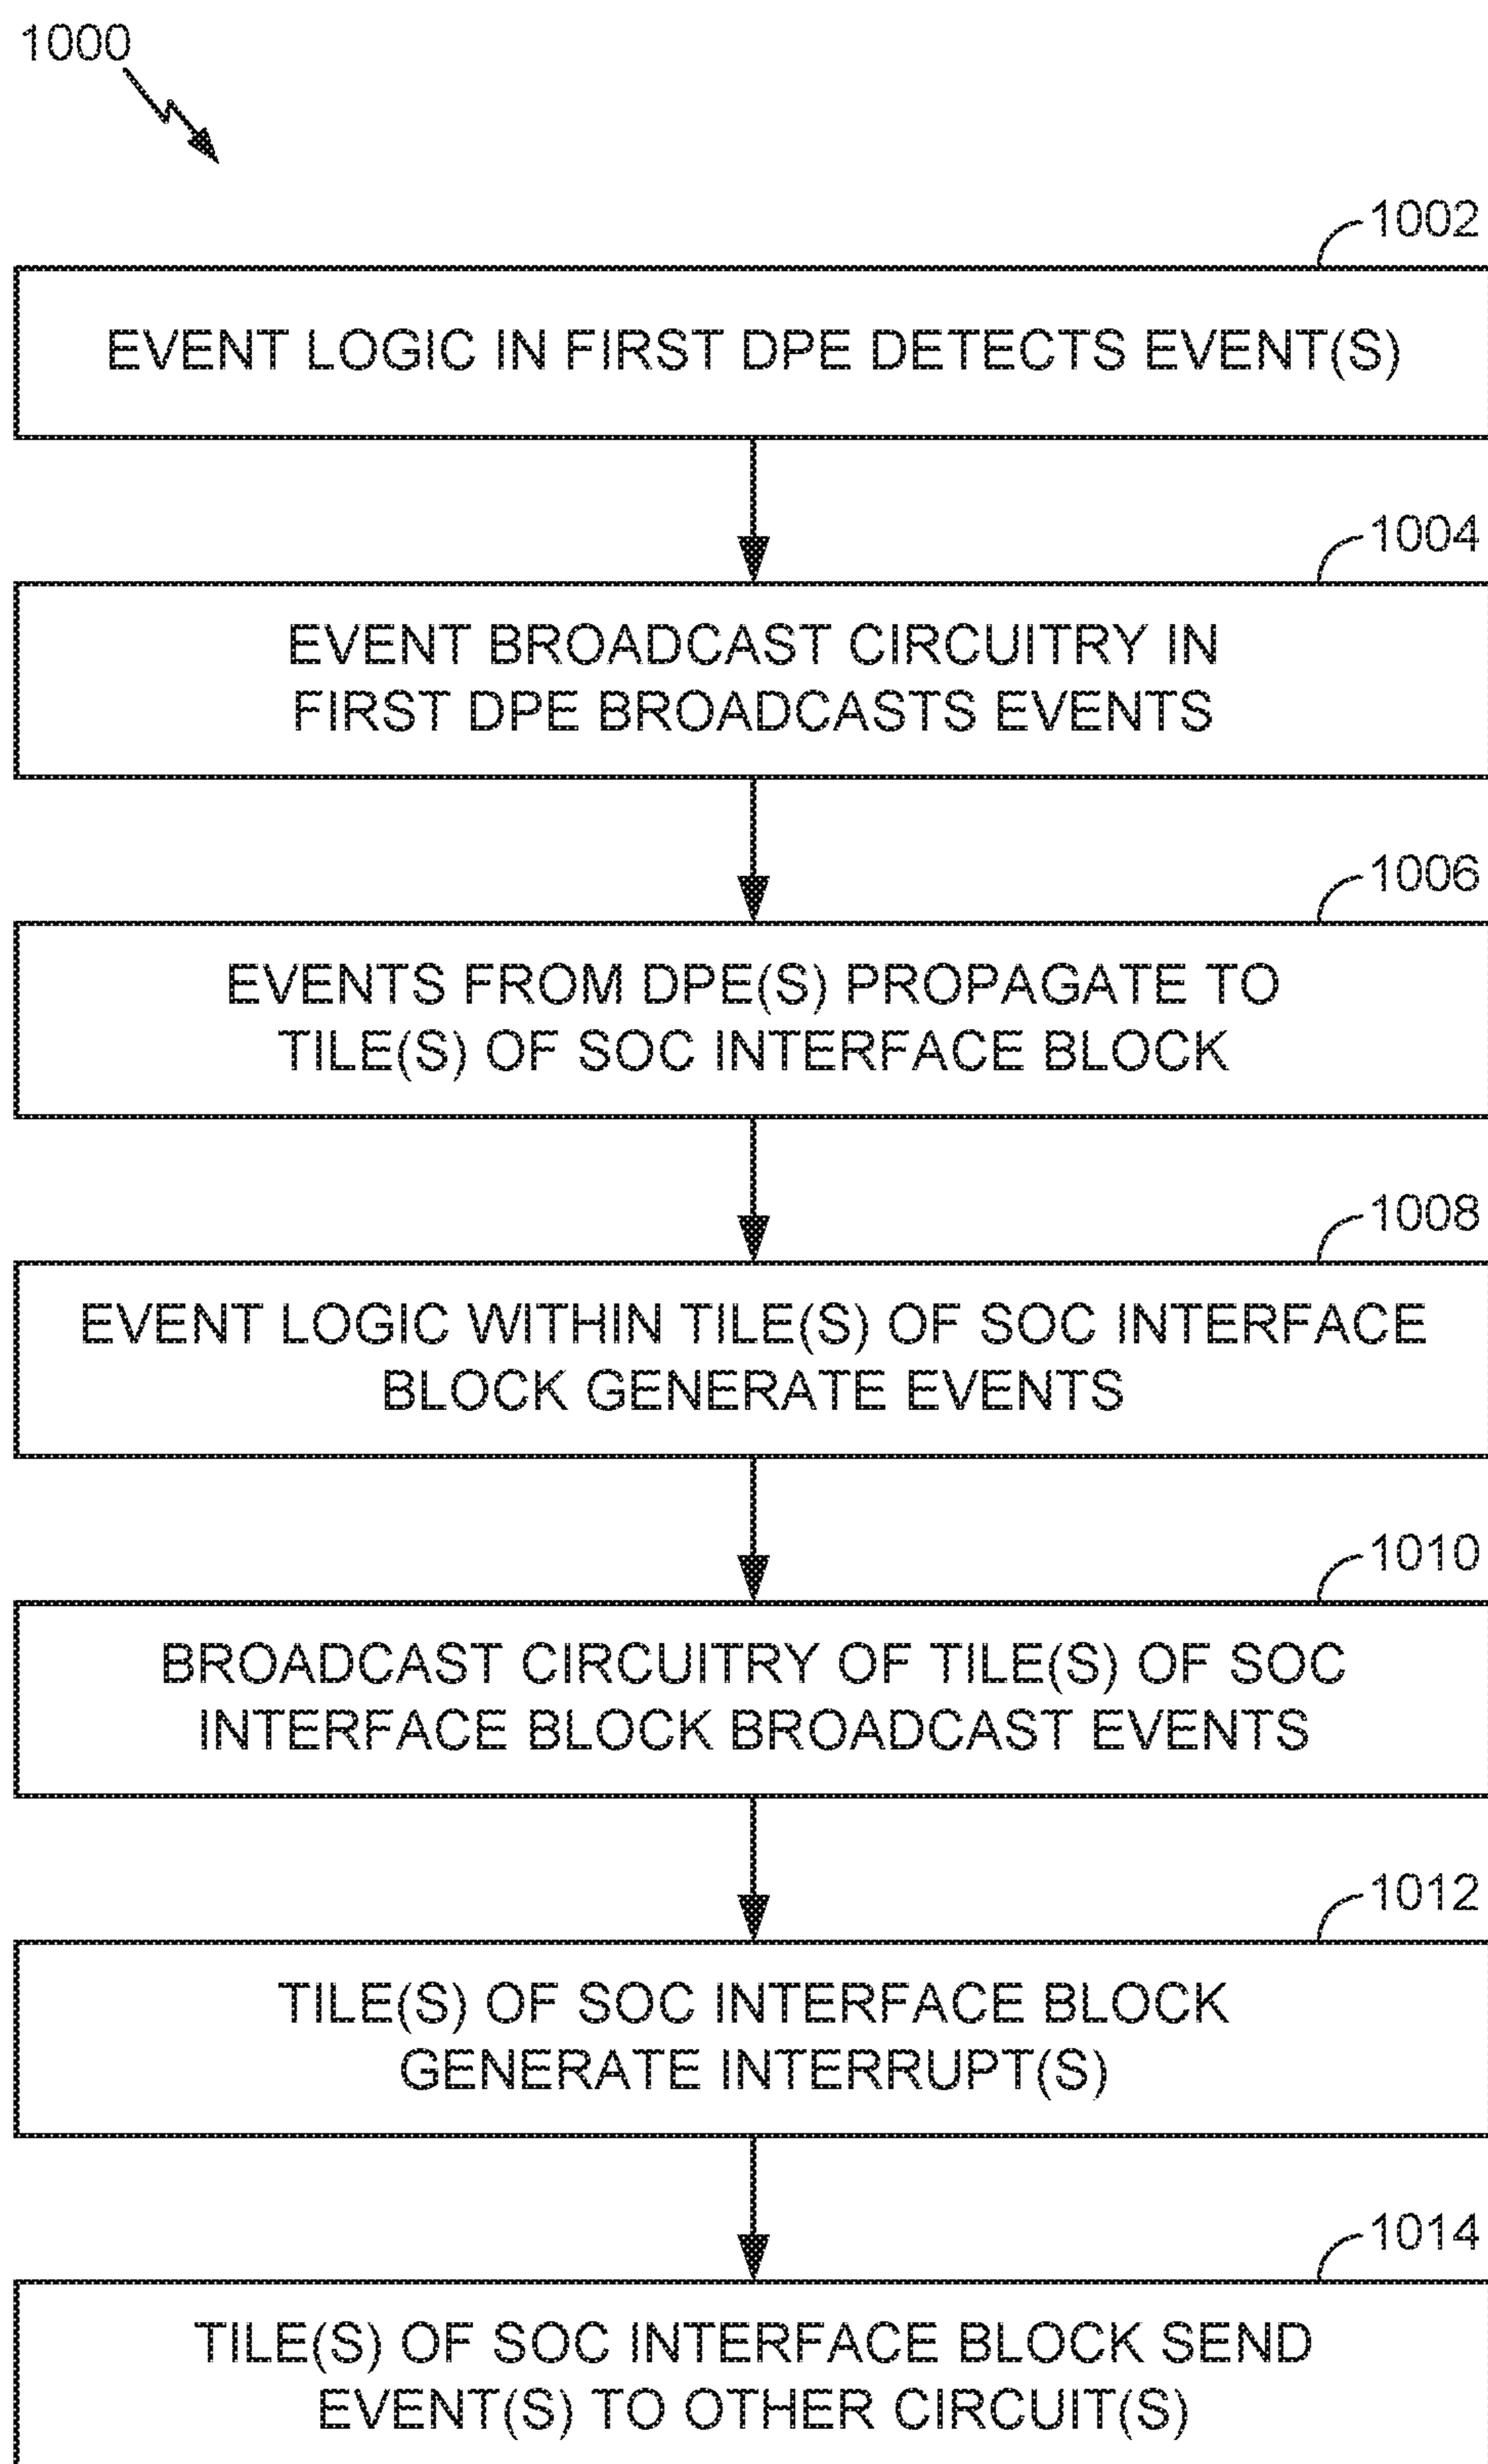 1000
1002
EVENT LOGIC IN FIRST DPE DETECTS EVENT(S)
1004
EVENT BROADCAST CIRCUITRY IN
FIRST DPE BROADCASTS EVENTS
1006
EVENTS FROM DPE(S) PROPAGATE TO
TILE(S) OF SOC INTERFACE BLOCK
1008
EVENT LOGIC WITHIN TILE(S) OF SOC INTERFACE
BLOCK GENERATE EVENTS
1010
BROADCAST CIRCUITRY OF TILE(S) OF SOC
INTERFACE BLOCK BROADCAST EVENTS
1012
TILE(S) OF SOC INTERFACE BLOCK
GENERATE INTERRUPT(S)
1014
TILE(S) OF SOC INTERFACE BLOCK SEND
EVENT(S) TO OTHER CIRCUIT(S)